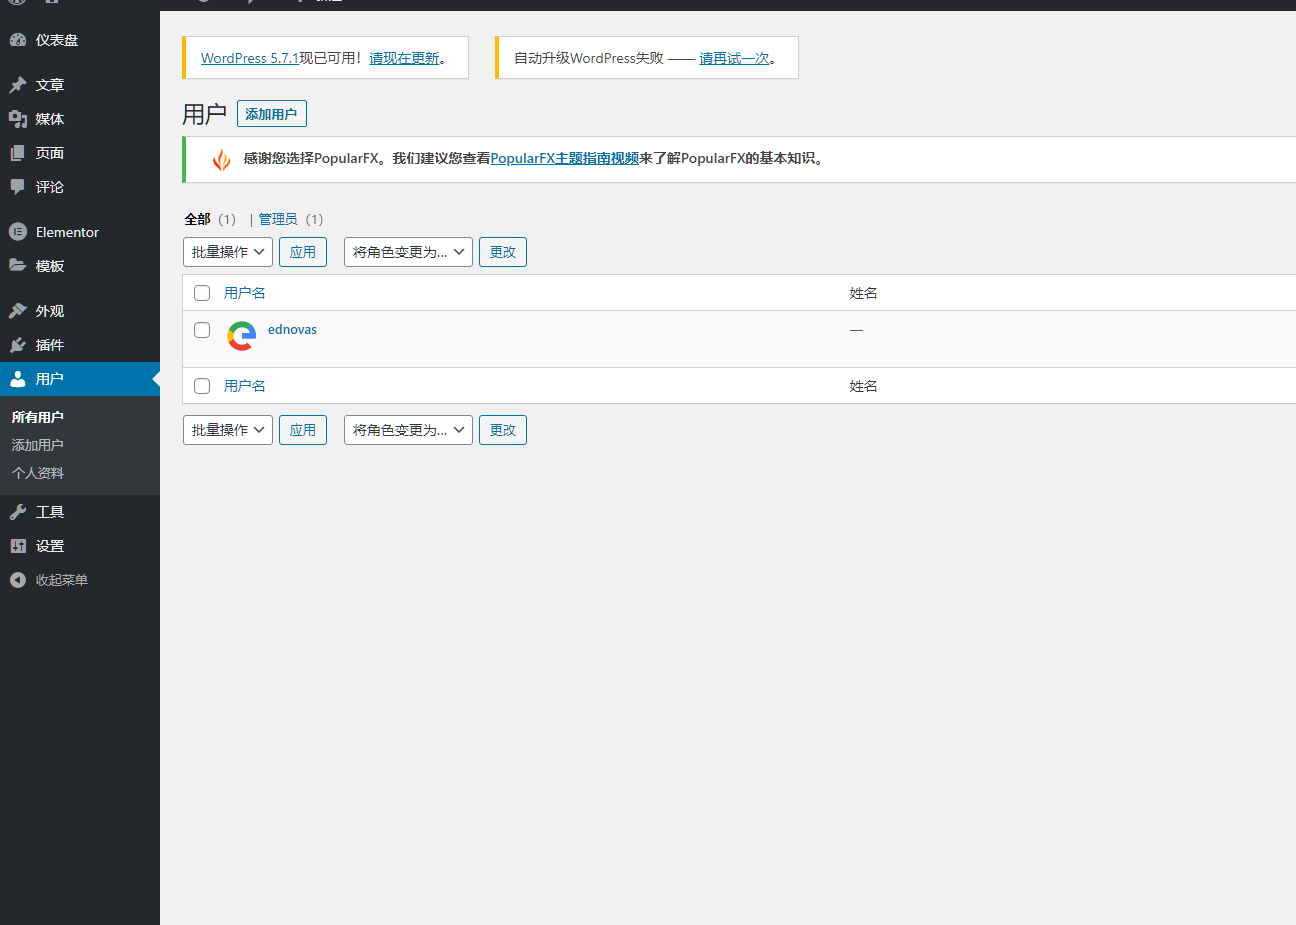 仪表盘
文章
媒体
页面
评论
Elementor
模板
外观
插件
用户
所有用户
添加用户
个人资料
工具
设置
收起菜单
WordPress 5.7.1现已可用！请现在更新。
自动升级WordPress失败 —— 请再试一次。
用户 添加用户
感谢您选择PopularFX。我们建议您查看PopularFX主题指南视频来了解PopularFX的基本知识。
全部（1） | 管理员（1）
批量操作 应用 将角色变更为... 更改
用户名 姓名
ednovas —
用户名 姓名
批量操作 应用 将角色变更为... 更改